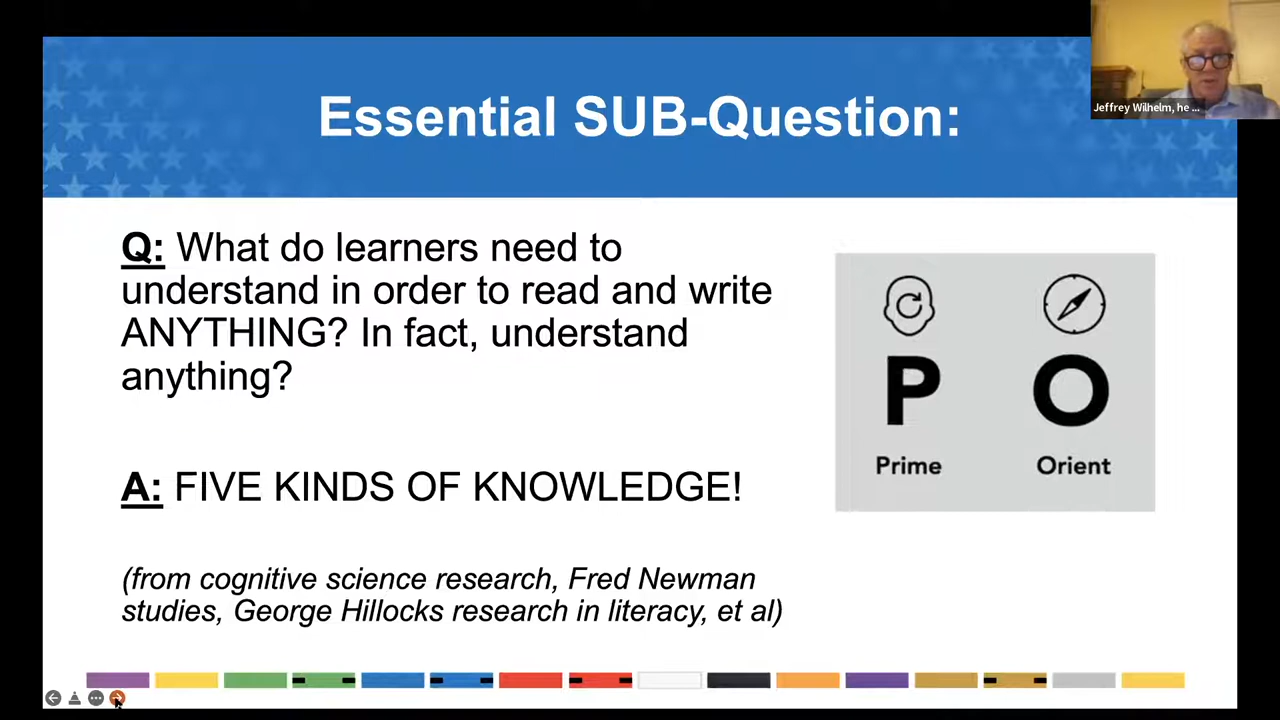 Jeffrey Wilhelm, he ...
Essential SUB-Question:
Q: What do learners need to
understand in order to read and write
ANYTHING? In fact, understand
anything?
A: FIVE KINDS OF KNOWLEDGE!
(from cognitive science research, Fred Newman
studies, George Hillocks research in literacy, et al)
P O
Prime Orient